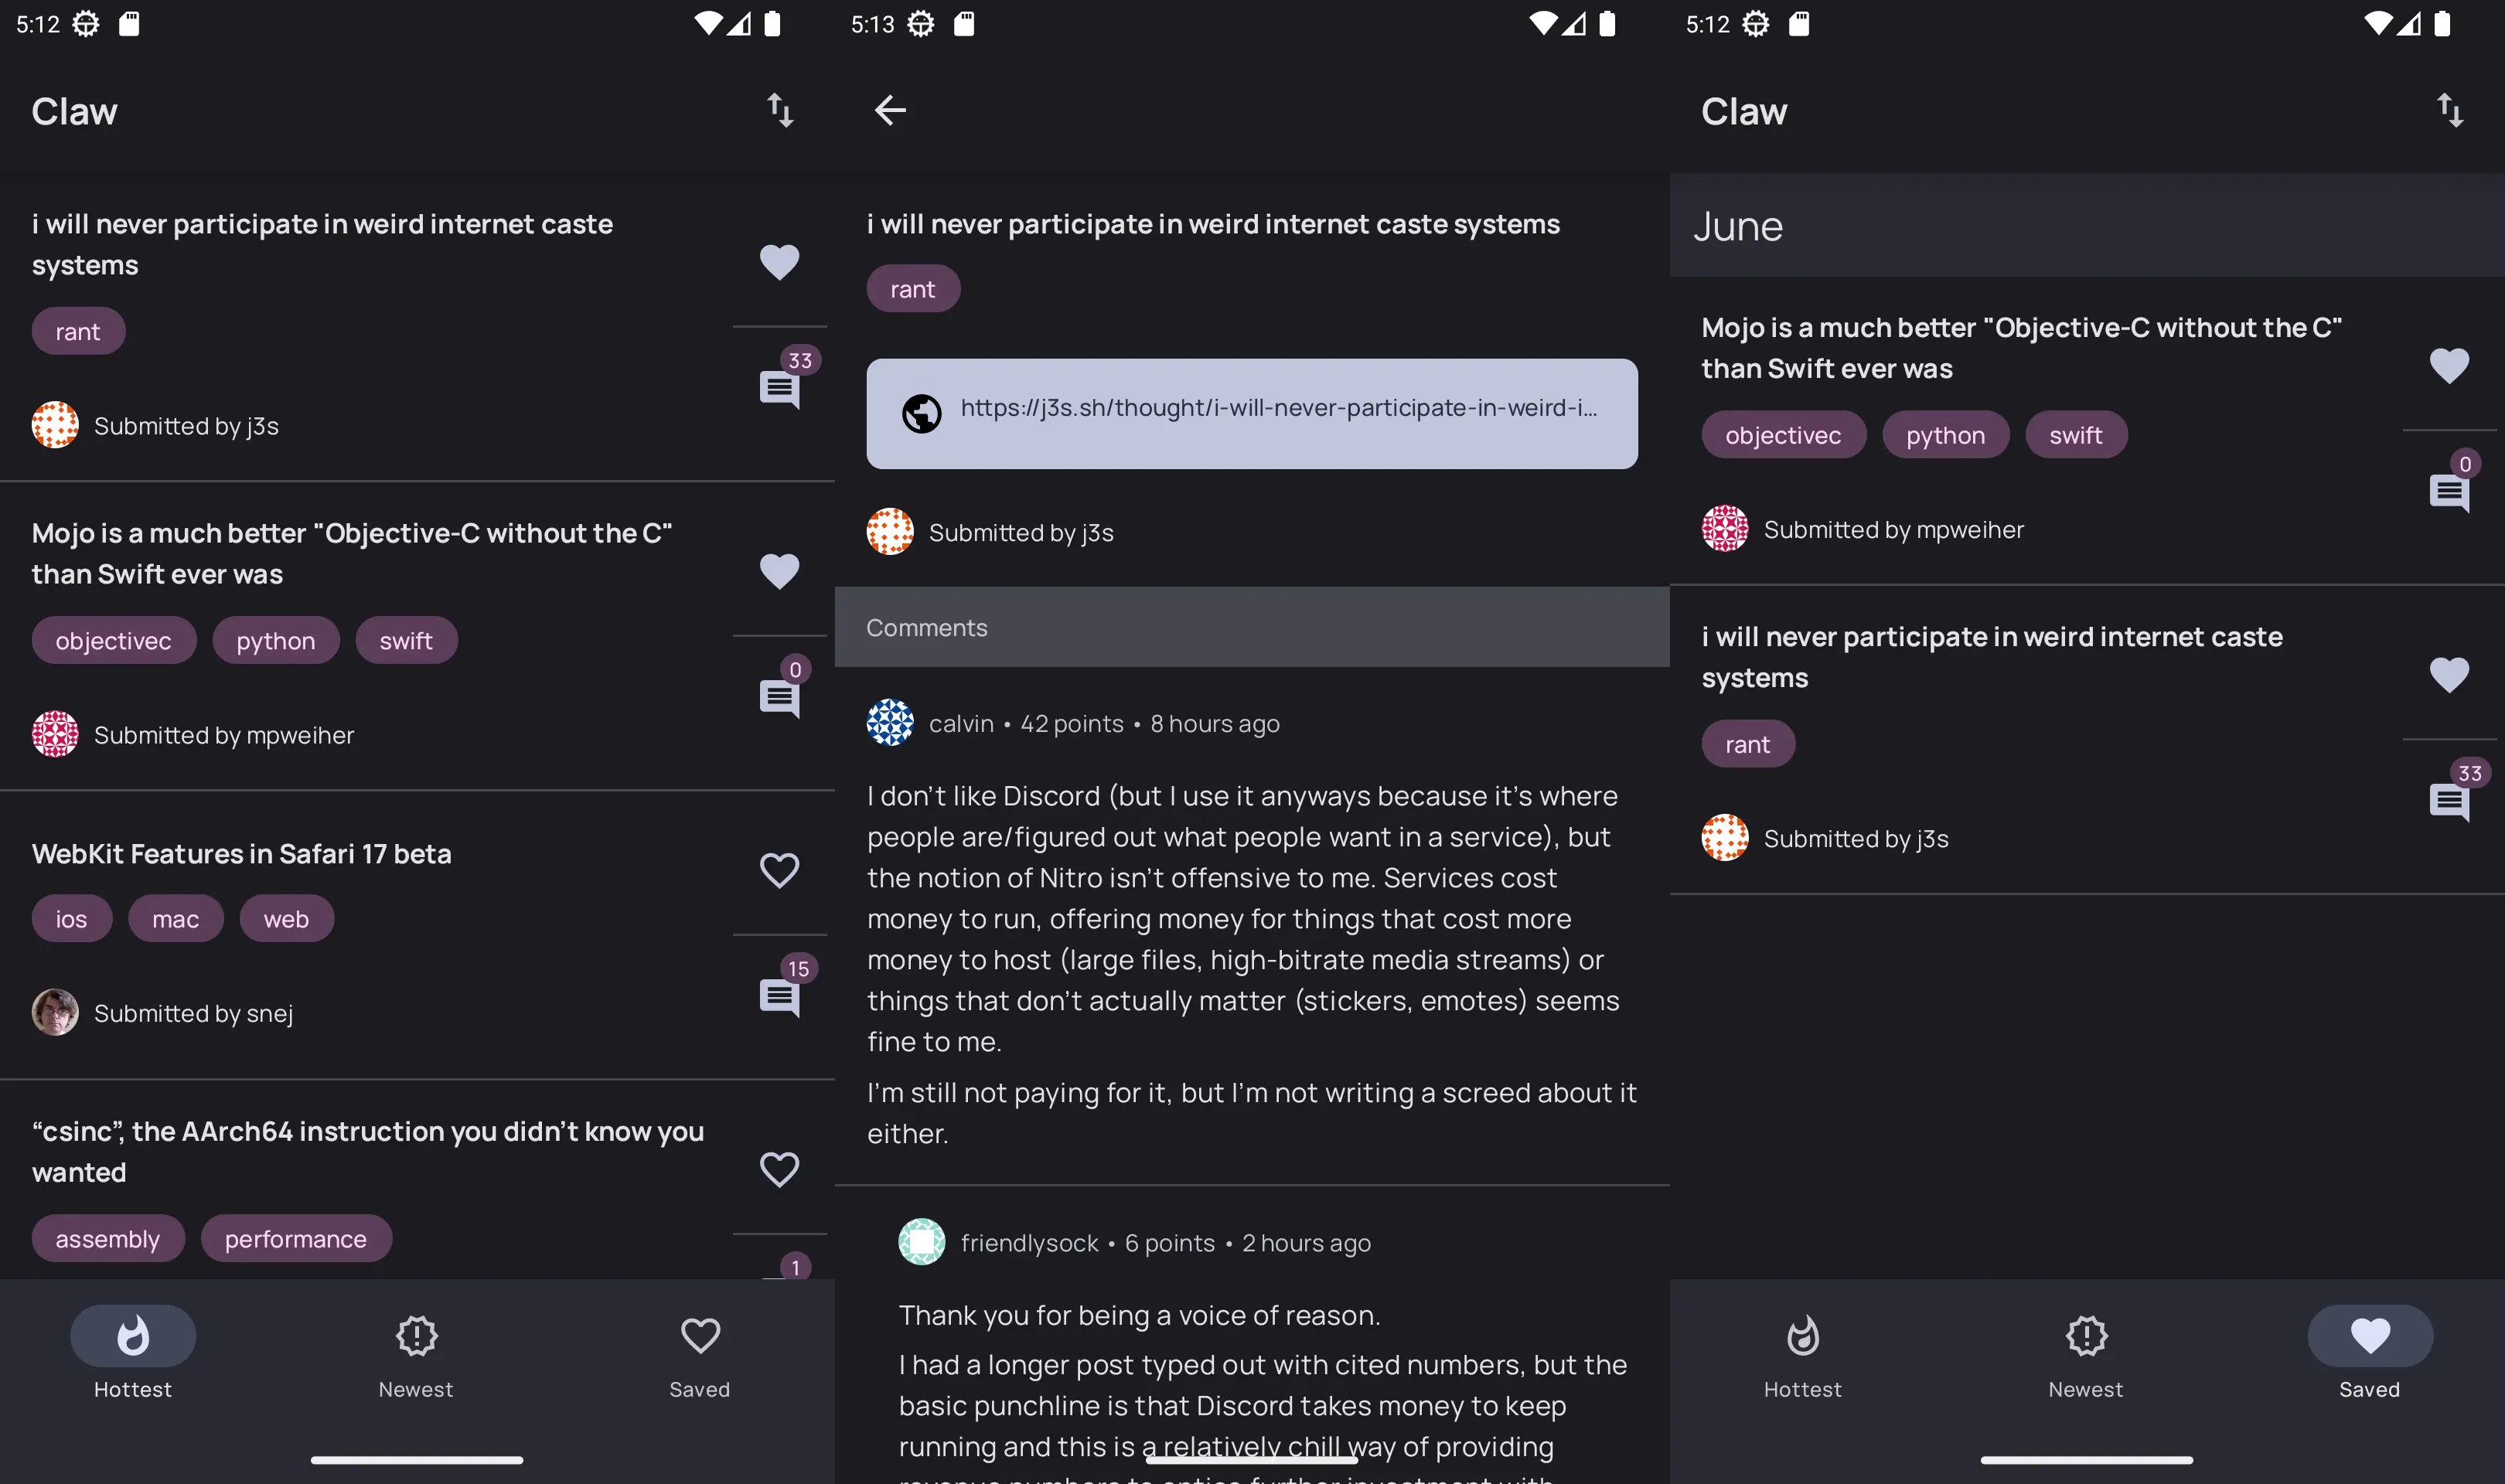 5:12
Claw
i will never participate in weird internet caste
systems
rant
33
Submitted by j3s
Mojo is a much better "Objective-C without the C"
than Swift ever was
objectivec python swift
0
Submitted by mpweiher
WebKit Features in Safari 17 beta
ios mac web
15
Submitted by snej
“csinc”, the AArch64 instruction you didn’t know you
wanted
assembly performance
1
Hottest Newest Saved
5:13
i will never participate in weird internet caste systems
rant
https://j3s.sh/thought/i-will-never-participate-in-weird-i...
Submitted by j3s
Comments
calvin • 42 points • 8 hours ago
I don’t like Discord (but I use it anyways because it’s where
people are/figured out what people want in a service), but
the notion of Nitro isn’t offensive to me. Services cost
money to run, offering money for things that cost more
money to host (large files, high-bitrate media streams) or
things that don’t actually matter (stickers, emotes) seems
fine to me.
I’m still not paying for it, but I’m not writing a screed about it
either.
friendlysock • 6 points • 2 hours ago
Thank you for being a voice of reason.
I had a longer post typed out with cited numbers, but the
basic punchline is that Discord takes money to keep
running and this is a relatively chill way of providing
5:12
Claw
June
Mojo is a much better "Objective-C without the C"
than Swift ever was
objectivec python swift
0
Submitted by mpweiher
i will never participate in weird internet caste
systems
rant
33
Submitted by j3s
Hottest Newest Saved